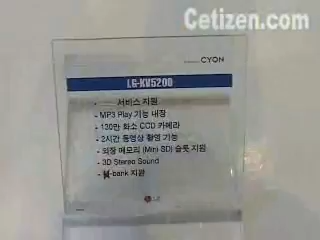 Cetizen.com
CYON
LG-KV5200
- 서비스 지원
- MP3 Play 기능 내장
- 130만 화소 CCD 카메라
- 2시간 동영상 촬영 기능
- 외장 메모리 (Mini SD) 슬롯 지원
- 3D Stereo Sound
- -bank 지원
LG